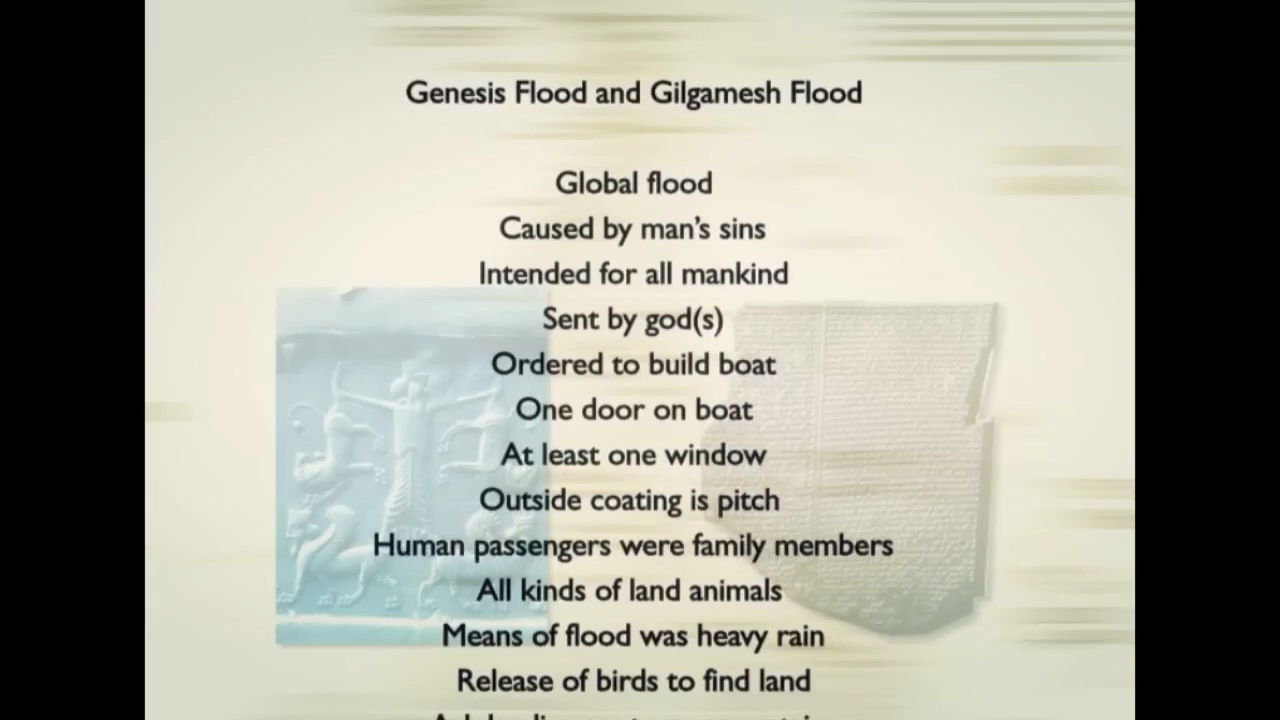 Genesis Flood and Gilgamesh Flood
Global flood
Caused by man's sins
Intended for all mankind
Sent by god(s)
Ordered to build boat
One door on boat
At least one window
Outside coating is pitch
Human passengers were family members
All kinds of land animals
Means of flood was heavy rain
Release of birds to find land